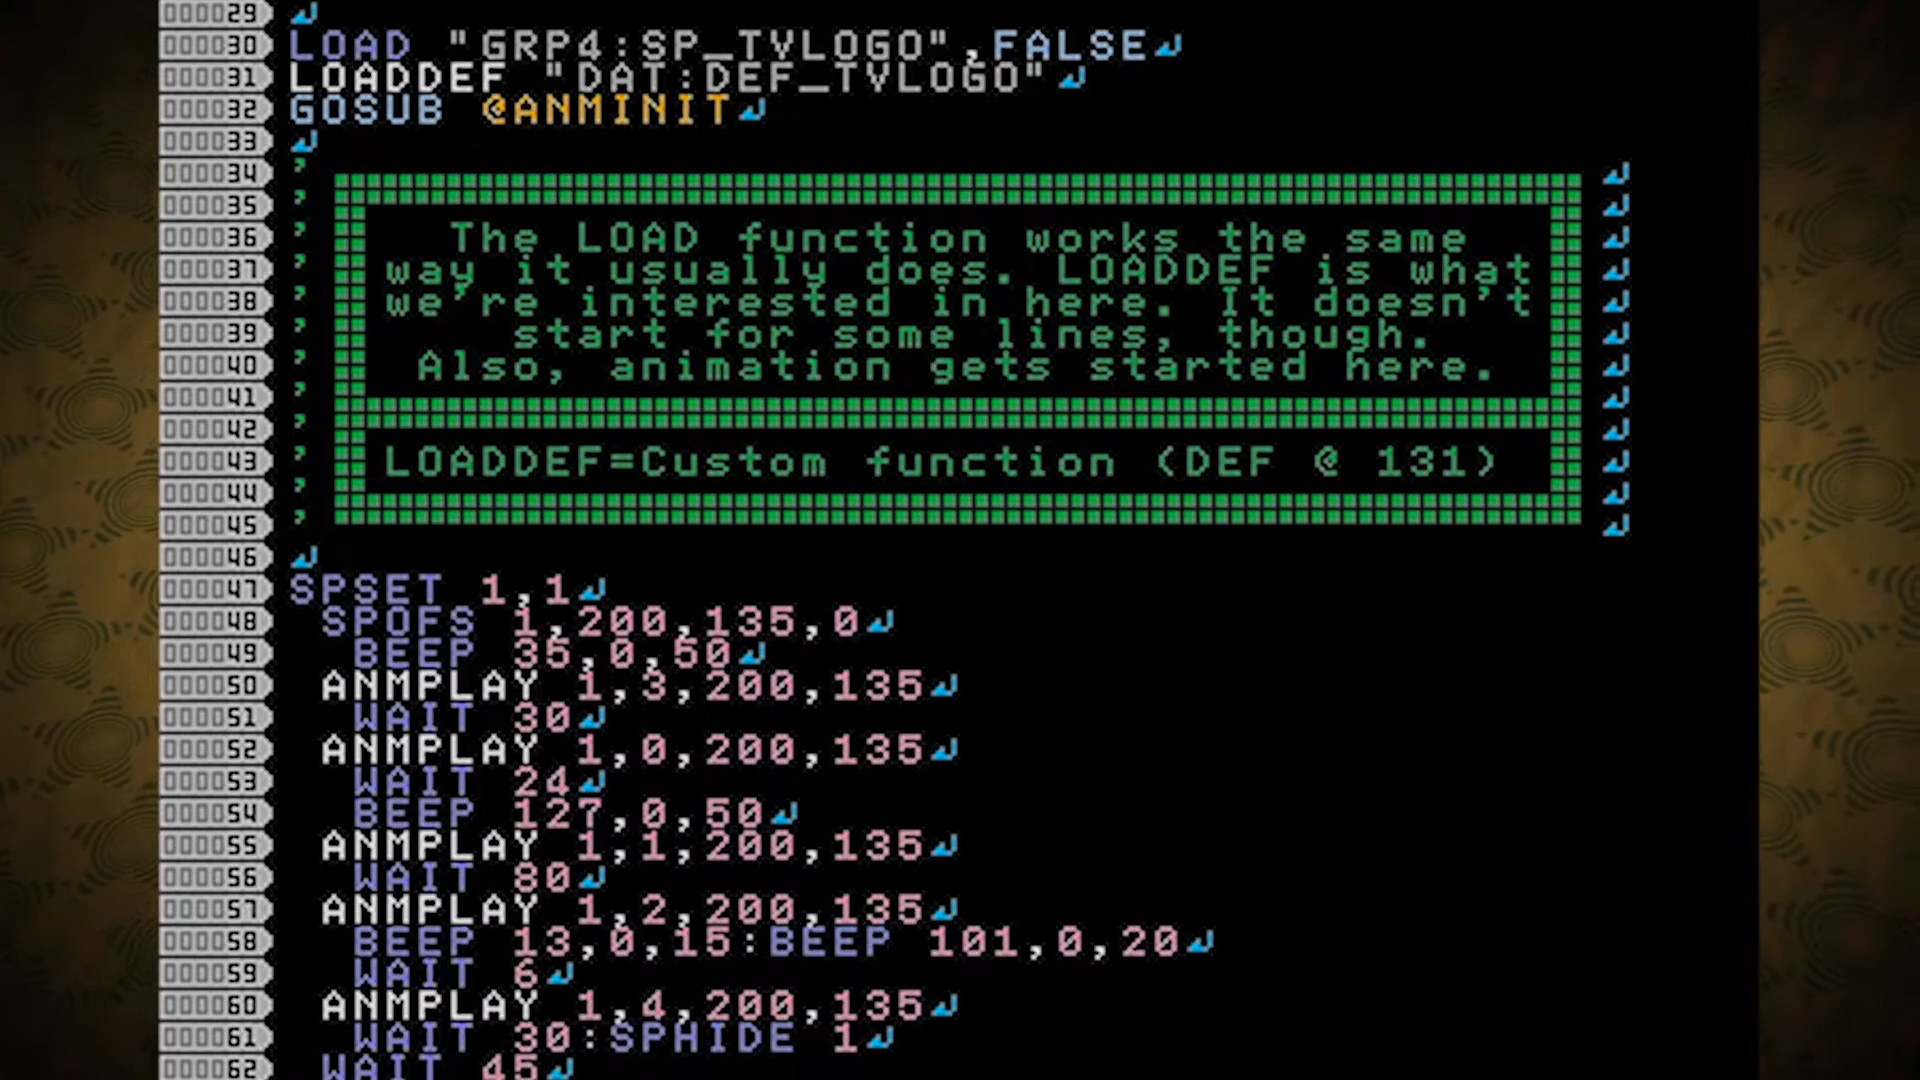 000029
000030 LOAD "GRP4:SP_TVLOGO",FALSE
000031 LOADDEF "DAT:DEF_TVLOGO"
000032 GOSUB @ANMINIT
000033
000034 '
000035 '
000036 ' The LOAD function works the same
000037 ' way it usually does. LOADDEF is what
000038 ' we're interested in here. It doesn't
000039 ' start for some lines, though.
000040 ' Also, animation gets started here.
000041 '
000042 '
000043 ' LOADDEF=Custom function (DEF @ 131)
000044 '
000045 '
000046
000047 SPSET 1,1
000048 SPOFS 1,200,135,0
000049 BEEP 35,0,50
000050 ANMPLAY 1,3,200,135
000051 WAIT 30
000052 ANMPLAY 1,0,200,135
000053 WAIT 24
000054 BEEP 127,0,50
000055 ANMPLAY 1,1,200,135
000056 WAIT 80
000057 ANMPLAY 1,2,200,135
000058 BEEP 13,0,15:BEEP 101,0,20
000059 WAIT 6
000060 ANMPLAY 1,4,200,135
000061 WAIT 30:SPHIDE 1
000062 WAIT 45